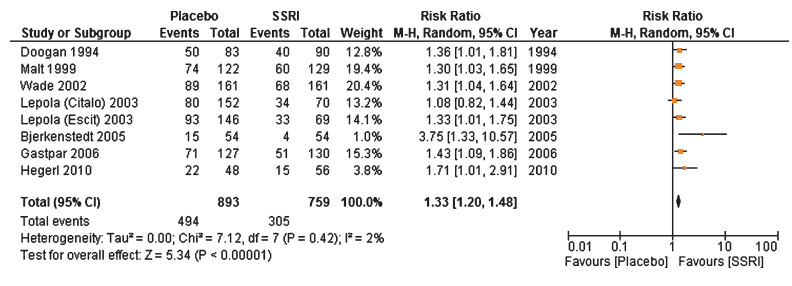 Placebo SSRI Risk Ratio Risk Ratio
Study or Subgroup Events Total Events Total Weight M-H, Random, 95% CI Year M-H, Random, 95% CI
Doogan 1994 50 83 40 90 12.8% 1.36 [1.01, 1.81] 1994
Malt 1999 74 122 60 129 19.4% 1.30 [1.03, 1.65] 1999
Wade 2002 89 161 68 161 20.4% 1.31 [1.04, 1.64] 2002
Lepola (Citalo) 2003 80 152 34 70 13.2% 1.08 [0.82, 1.44] 2003
Lepola (Escit) 2003 93 146 33 69 14.1% 1.33 [1.01, 1.75] 2003
Bjerkenstedt 2005 15 54 4 54 1.0% 3.75 [1.33, 10.57] 2005
Gastpar 2006 71 127 51 130 15.3% 1.43 [1.09, 1.86] 2006
Hegerl 2010 22 48 15 56 3.8% 1.71 [1.01, 2.91] 2010
Total (95% CI) 893 759 100.0% 1.33 [1.20, 1.48]
Total events 494 305
Heterogeneity: Tau² = 0.00; Chi² = 7.12, df = 7 (P = 0.42); I² = 2%
Test for overall effect: Z = 5.34 (P < 0.00001)
0.01 0.1 1 10 100
Favours [Placebo] Favours [SSRI]